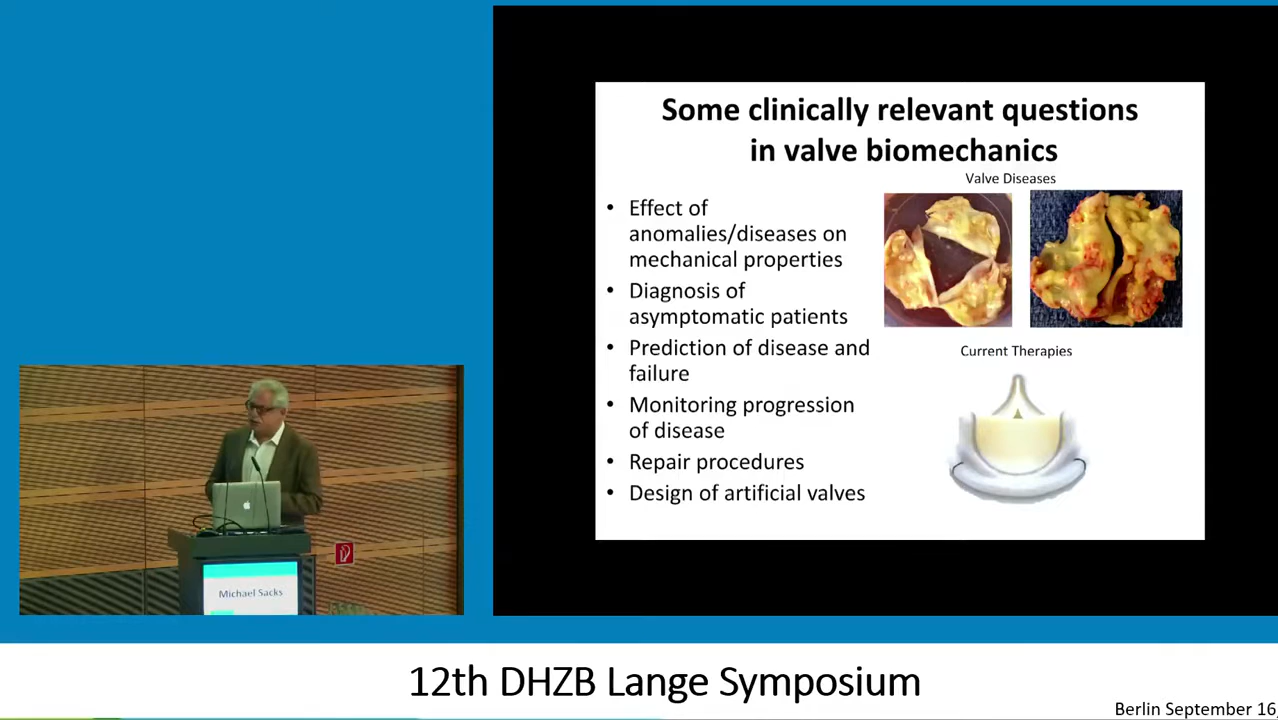 Some clinically relevant questions
in valve biomechanics
Valve Diseases
• Effect of
anomalies/diseases on
mechanical properties
• Diagnosis of
asymptomatic patients
• Prediction of disease and
failure
• Monitoring progression
of disease
• Repair procedures
• Design of artificial valves
Current Therapies
Michael Sacks
12th DHZB Lange Symposium
Berlin September 16,